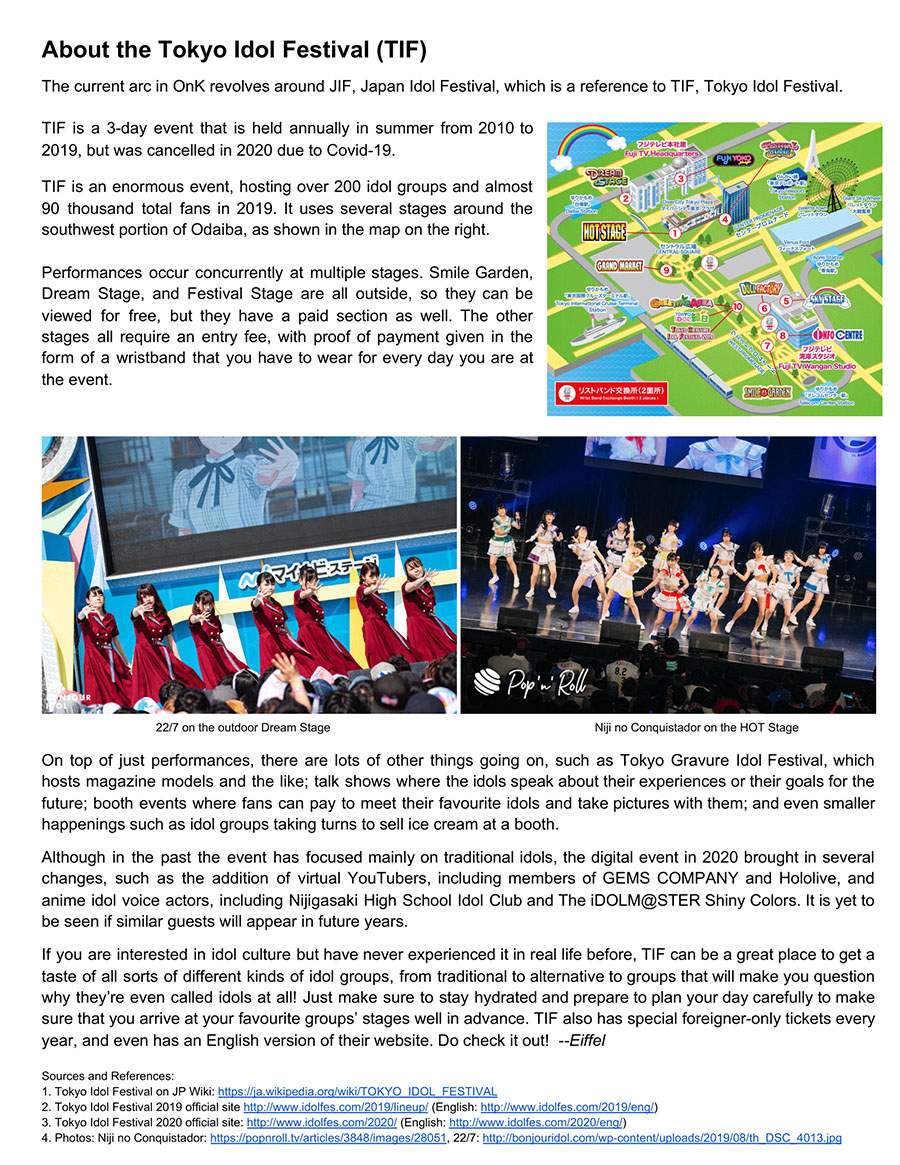 About the Tokyo Idol Festival (TIF)
The current arc in OnK revolves around JIF, Japan Idol Festival, which is a reference to TIF, Tokyo Idol Festival.
TIF is a 3-day event that is held annually in summer from 2010 to
2019, but was cancelled in 2020 due to Covid-19.
TIF is an enormous event, hosting over 200 idol groups and almost
90 thousand total fans in 2019. It uses several stages around the
southwest portion of Odaiba, as shown in the map on the right.
Performances occur concurrently at multiple stages. Smile Garden,
Dream Stage, and Festival Stage are all outside, so they can be
viewed for free, but they have a paid section as well. The other
stages all require an entry fee, with proof of payment given in the
form of a wristband that you have to wear for every day you are at
the event.
フジテレビ本社屋
Fuji TV Headquarters
FUJI YOKO
DREAM
STAGE
3
2
4
HOT STAGE
1
セントラル広場
CENTRAL SQUARE
GRAND MARKET
9
DOLL FACTORY
SKY STAGE
10
6
5
8
INFO CENTRE
7
フジテレビ
湾岸スタジオ
Fuji TV Wangan Studio
SMILE GARDEN
リストバンド交換所(2箇所)
Wrist Band Exchange Booth ( 2 places )
マイナビステージ
Pop'n'Roll
8.2
22/7 on the outdoor Dream Stage
Niji no Conquistador on the HOT Stage
On top of just performances, there are lots of other things going on, such as Tokyo Gravure Idol Festival, which
hosts magazine models and the like; talk shows where the idols speak about their experiences or their goals for the
future; booth events where fans can pay to meet their favourite idols and take pictures with them; and even smaller
happenings such as idol groups taking turns to sell ice cream at a booth.
Although in the past the event has focused mainly on traditional idols, the digital event in 2020 brought in several
changes, such as the addition of virtual YouTubers, including members of GEMS COMPANY and Hololive, and
anime idol voice actors, including Nijigasaki High School Idol Club and The iDOLM@STER Shiny Colors. It is yet to
be seen if similar guests will appear in future years.
If you are interested in idol culture but have never experienced it in real life before, TIF can be a great place to get a
taste of all sorts of different kinds of idol groups, from traditional to alternative to groups that will make you question
why they're even called idols at all! Just make sure to stay hydrated and prepare to plan your day carefully to make
sure that you arrive at your favourite groups' stages well in advance. TIF also has special foreigner-only tickets every
year, and even has an English version of their website. Do check it out! --Eiffel
Sources and References:
1. Tokyo Idol Festival on JP Wiki: https://ja.wikipedia.org/wiki/TOKYO_IDOL_FESTIVAL
2. Tokyo Idol Festival 2019 official site http://www.idolfes.com/2019/lineup/ (English: http://www.idolfes.com/2019/eng/)
3. Tokyo Idol Festival 2020 official site: http://www.idolfes.com/2020/ (English: http://www.idolfes.com/2020/eng/)
4. Photos: Niji no Conquistador: https://popnroll.tv/articles/3848/images/28051, 22/7: http://bonjouridol.com/wp-content/uploads/2019/08/th_DSC_4013.jpg